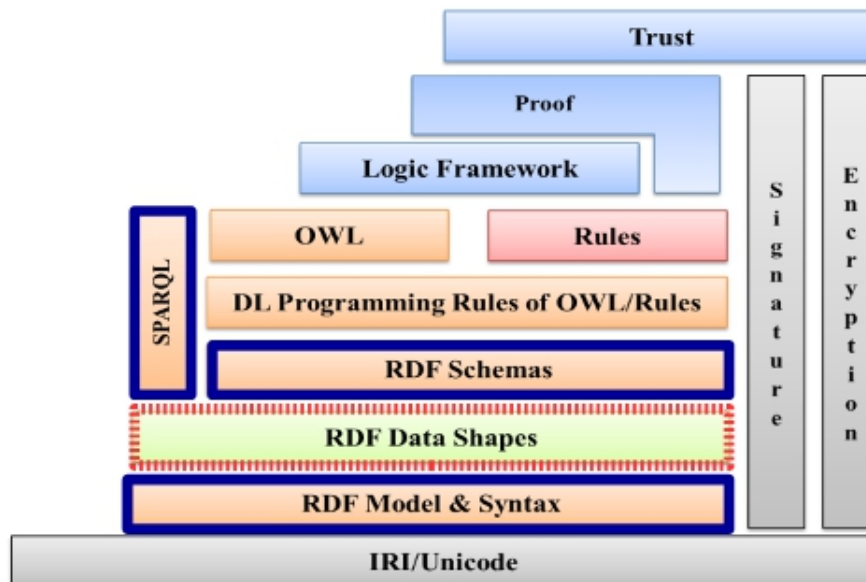 Trust
Proof
Logic Framework
OWL
Rules
SPARQL
DL Programming Rules of OWL/Rules
RDF Schemas
RDF Data Shapes
RDF Model & Syntax
Signature
Encryption
IRI/Unicode